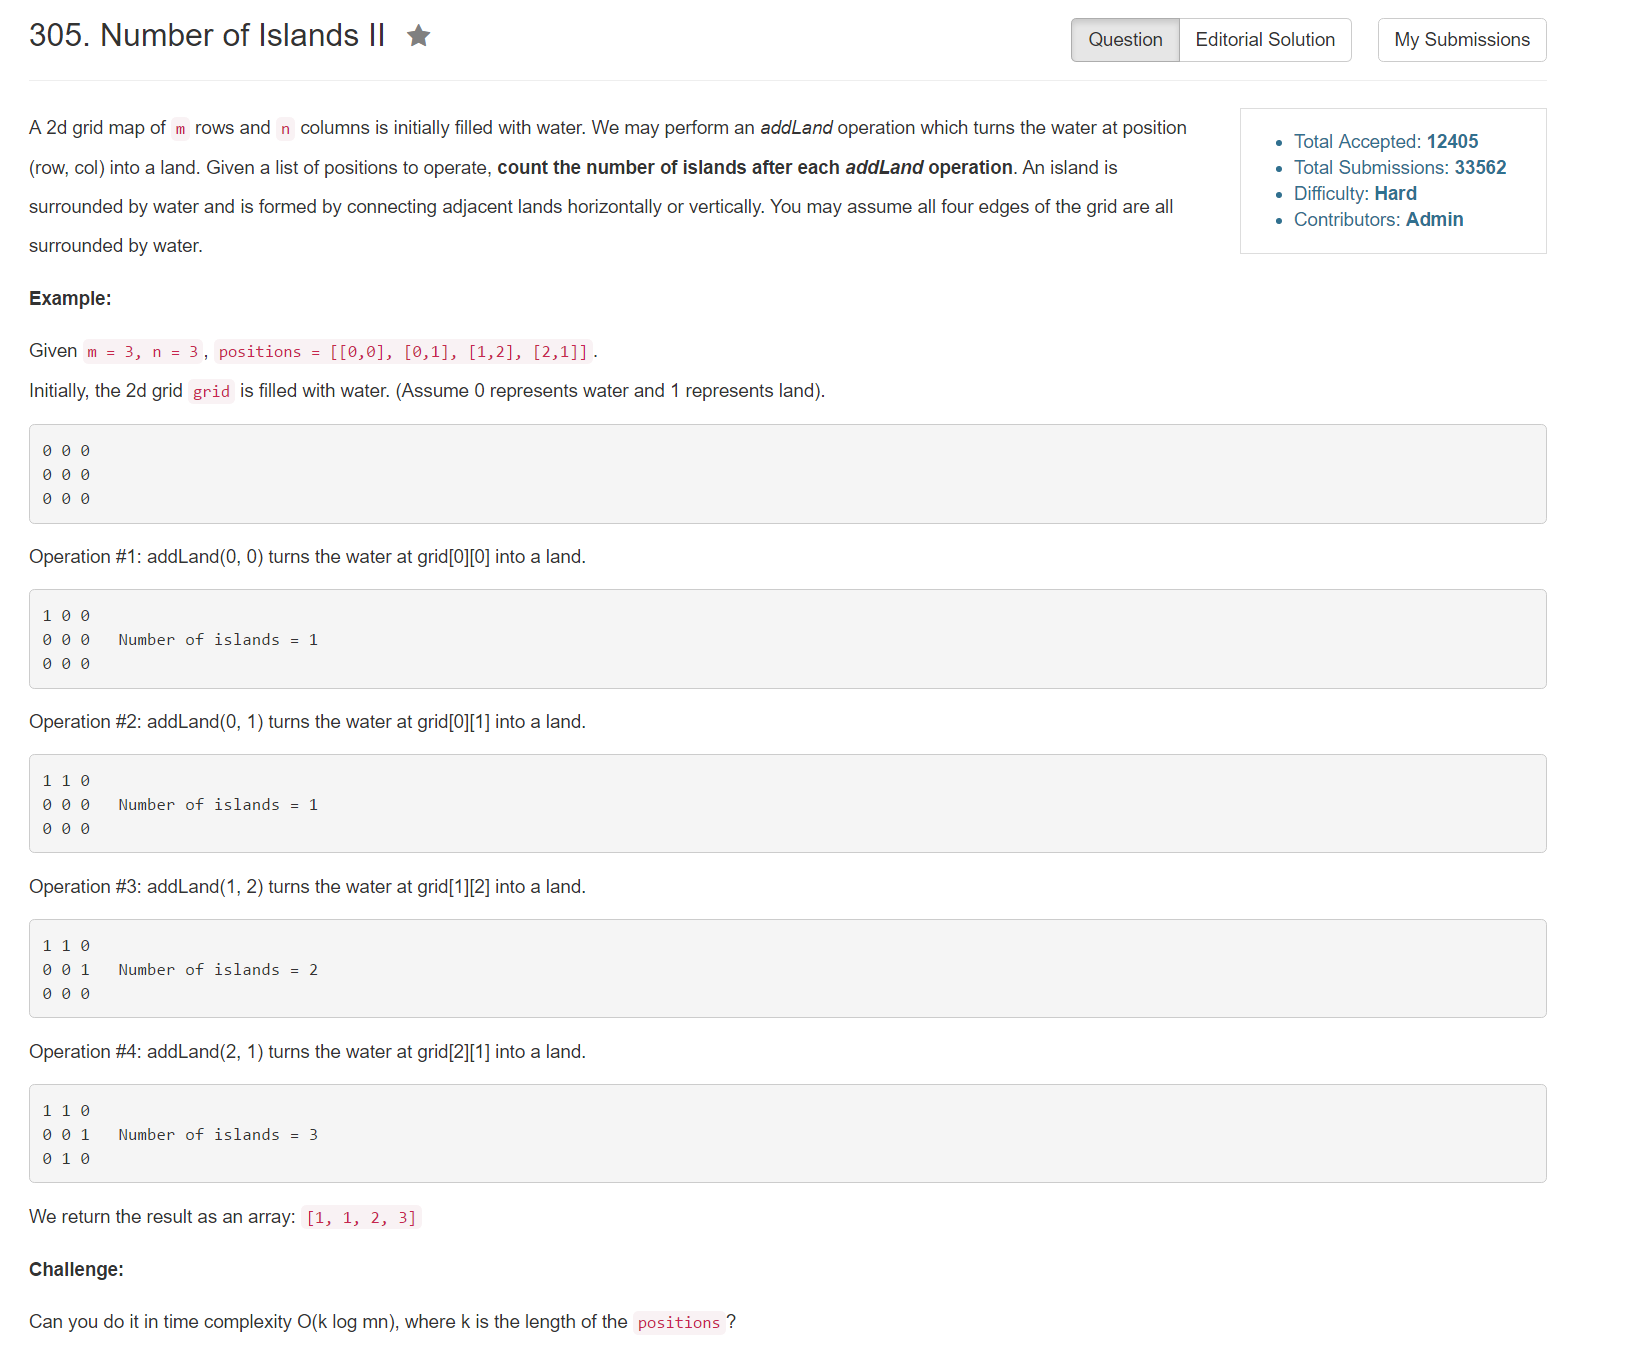 305. Number of Islands II
Question
Editorial Solution
My Submissions
A 2d grid map of m rows and n columns is initially filled with water. We may perform an addLand operation which turns the water at position
(row, col) into a land. Given a list of positions to operate, count the number of islands after each addLand operation. An island is
surrounded by water and is formed by connecting adjacent lands horizontally or vertically. You may assume all four edges of the grid are all
surrounded by water.
• Total Accepted: 12405
• Total Submissions: 33562
• Difficulty: Hard
• Contributors: Admin
Example:
Given m = 3, n = 3, positions = [[0,0], [0,1], [1,2], [2,1]].
Initially, the 2d grid grid is filled with water. (Assume 0 represents water and 1 represents land).
0 0 0
0 0 0
0 0 0
Operation #1: addLand(0, 0) turns the water at grid[0][0] into a land.
1 0 0
0 0 0   Number of islands = 1
0 0 0
Operation #2: addLand(0, 1) turns the water at grid[0][1] into a land.
1 1 0
0 0 0   Number of islands = 1
0 0 0
Operation #3: addLand(1, 2) turns the water at grid[1][2] into a land.
1 1 0
0 0 1   Number of islands = 2
0 0 0
Operation #4: addLand(2, 1) turns the water at grid[2][1] into a land.
1 1 0
0 0 1   Number of islands = 3
0 1 0
We return the result as an array: [1, 1, 2, 3]
Challenge:
Can you do it in time complexity O(k log mn), where k is the length of the positions?